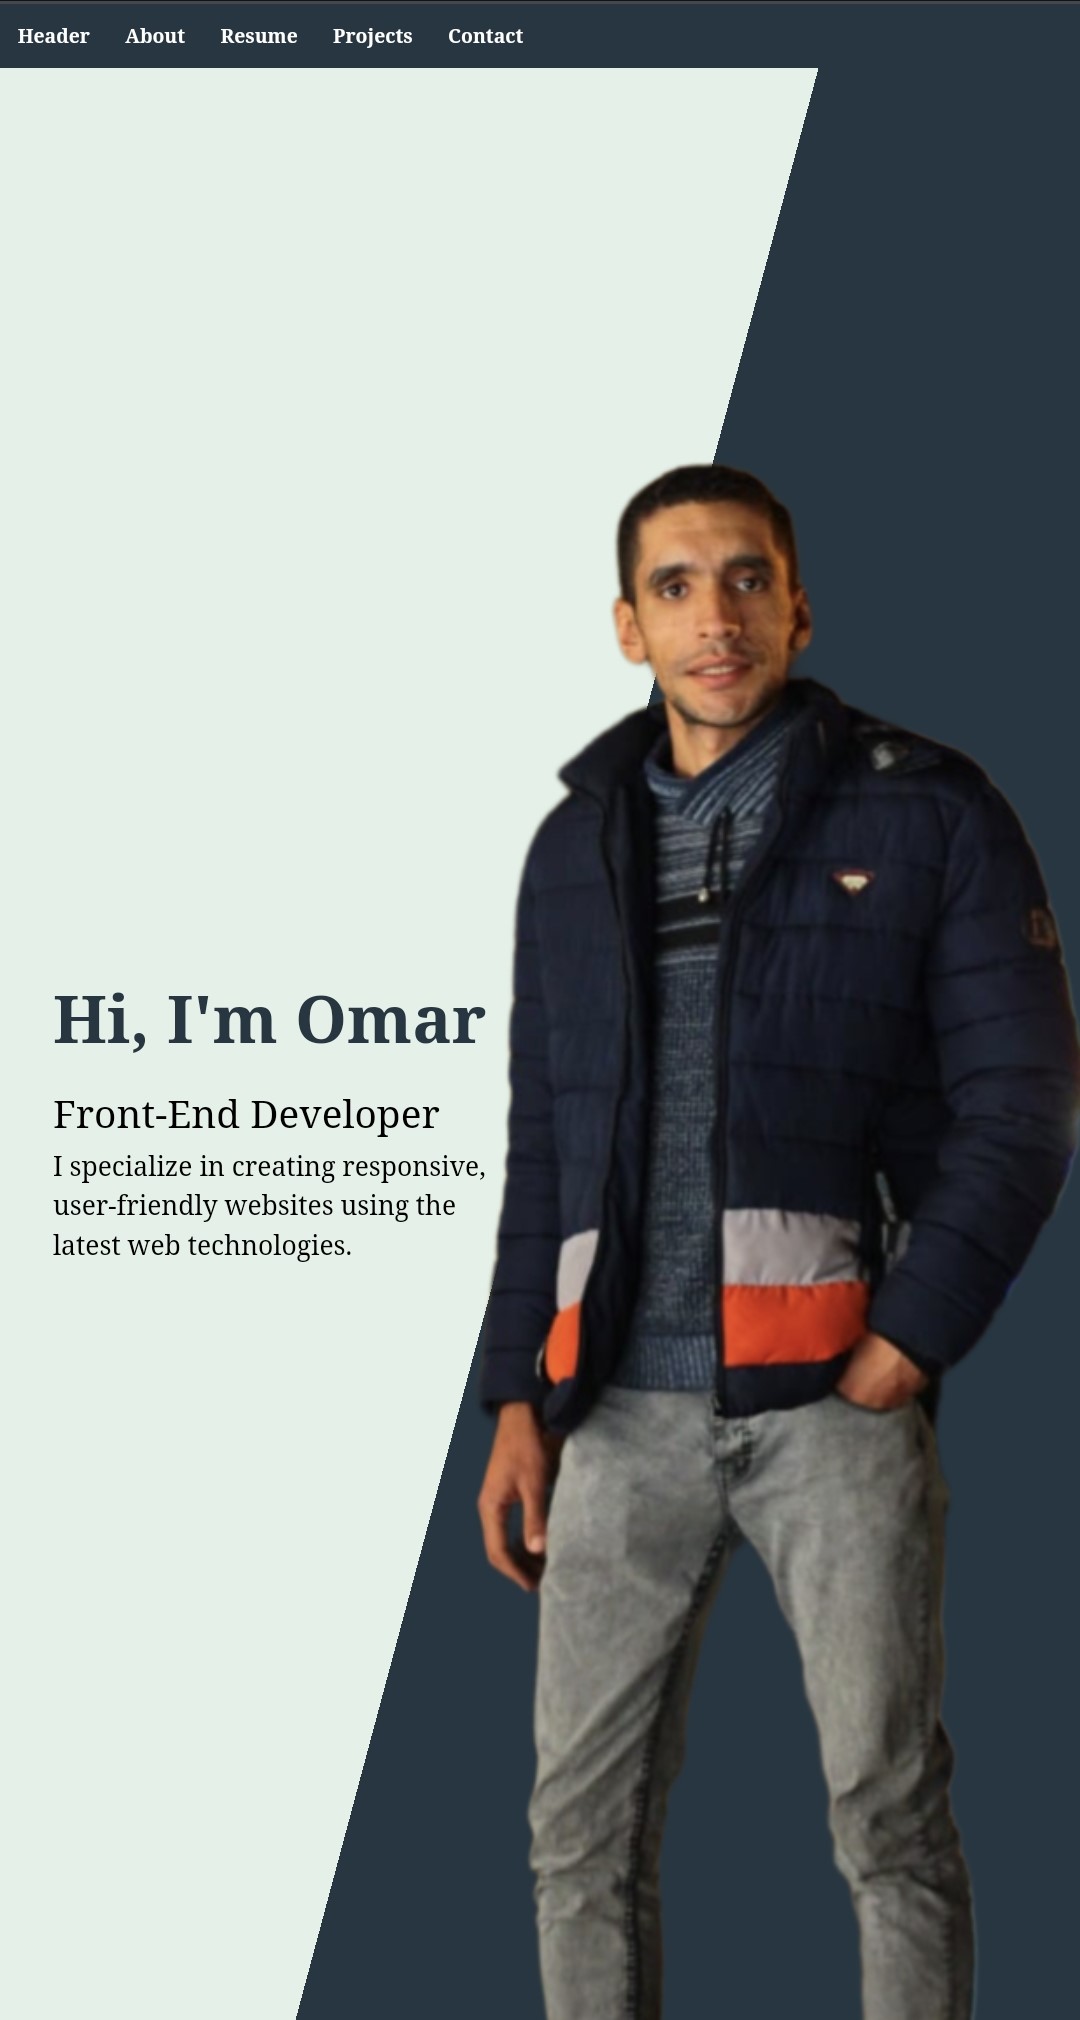 Header About Resume Projects Contact
Hi, I'm Omar
Front-End Developer
I specialize in creating responsive,
user-friendly websites using the
latest web technologies.